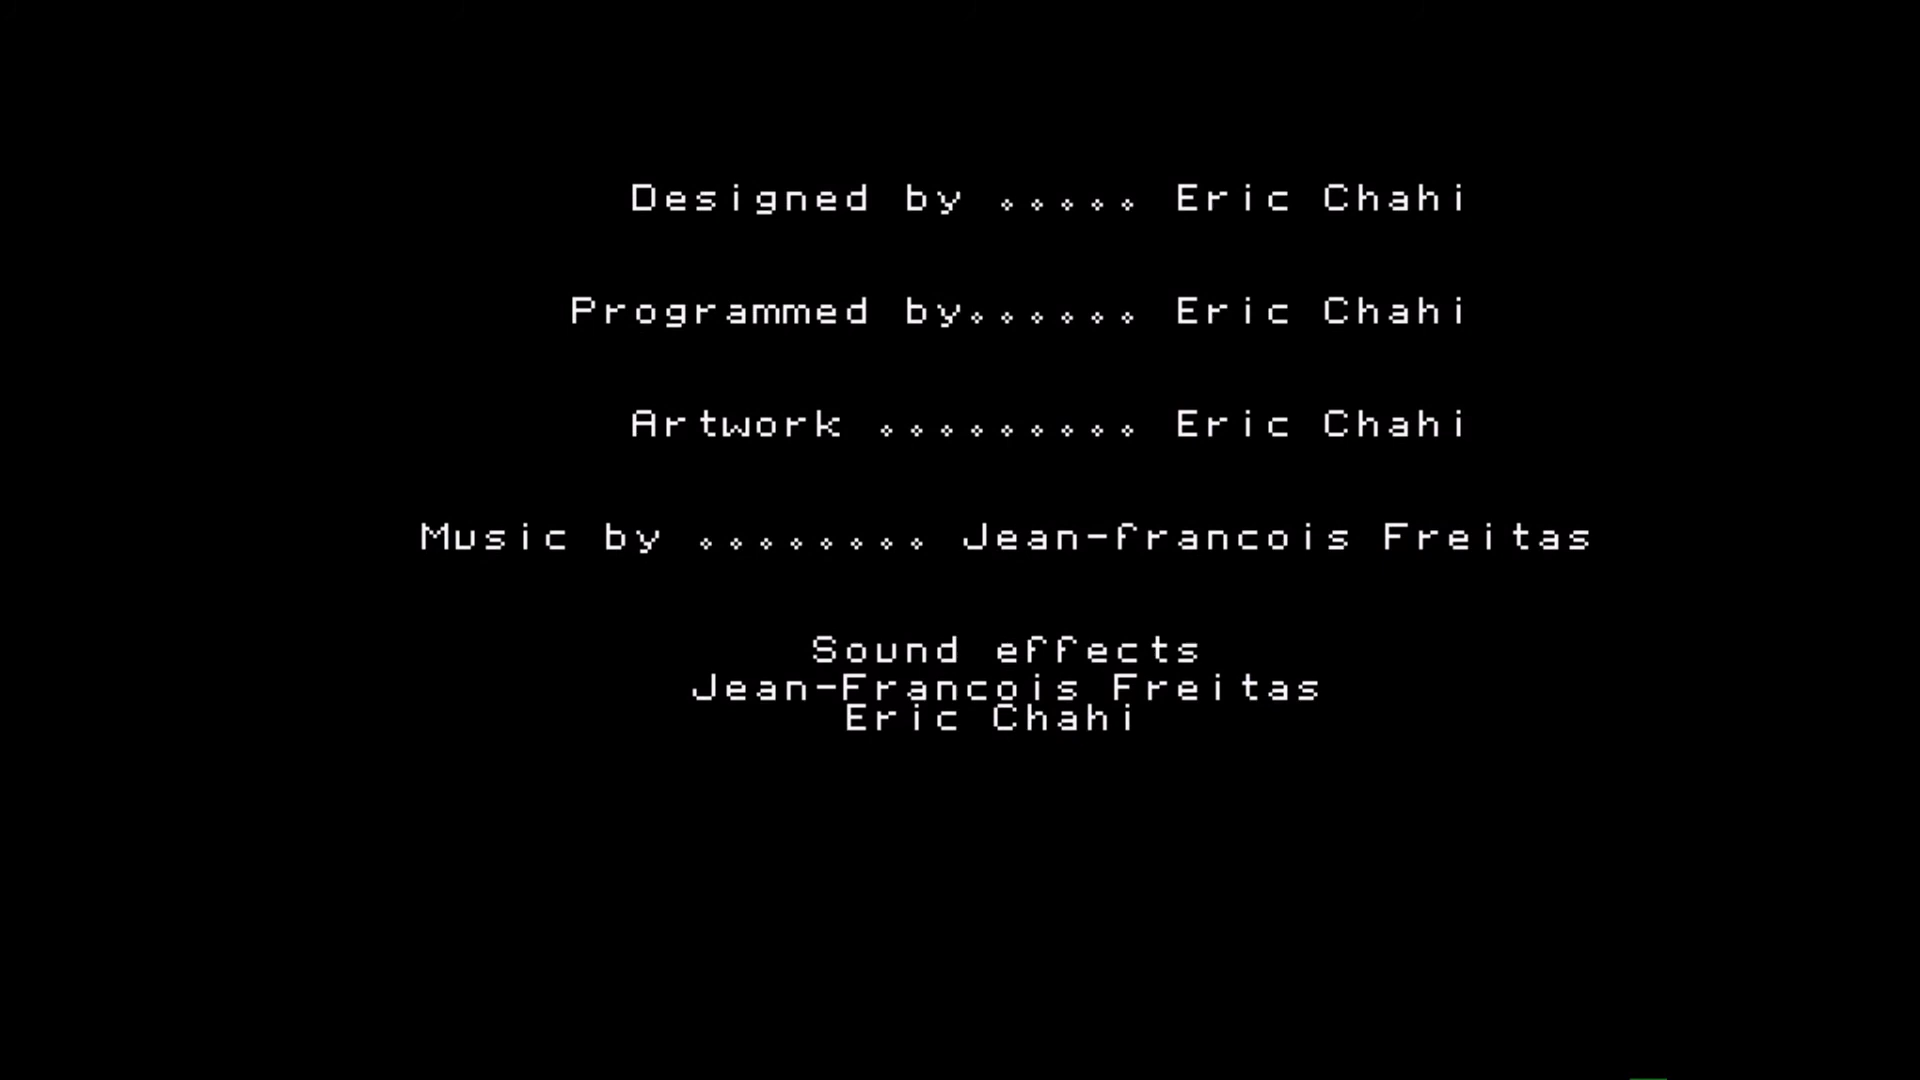 Designed by ..... Eric Chahi
Programmed by...... Eric Chahi
Artwork ......... Eric Chahi
Music by ........ Jean-francois Freitas
Sound effects
Jean-Francois Freitas
Eric Chahi